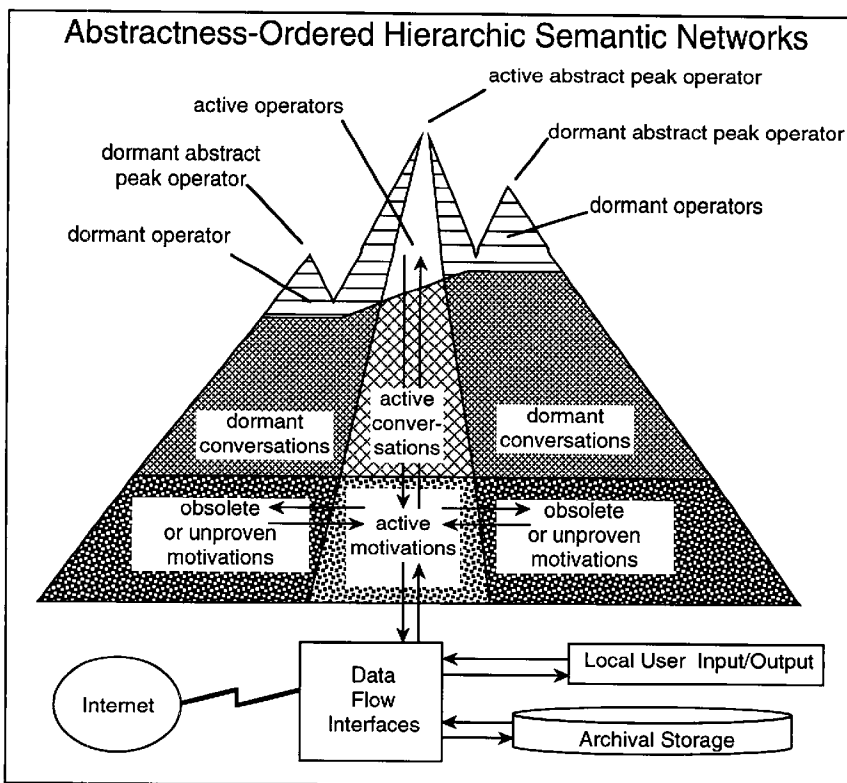 Abstractness-Ordered Hierarchic Semantic Networks
active abstract peak operator
active operators
dormant abstract peak operator
dormant abstract
peak operator
dormant operators
dormant operator
active
conver-
sations
dormant
conversations
dormant
conversations
obsolete
or unproven
motivations
active
motivations
obsolete
or unproven
motivations
Data
Flow
Interfaces
Local User Input/Output
Internet
Archival Storage